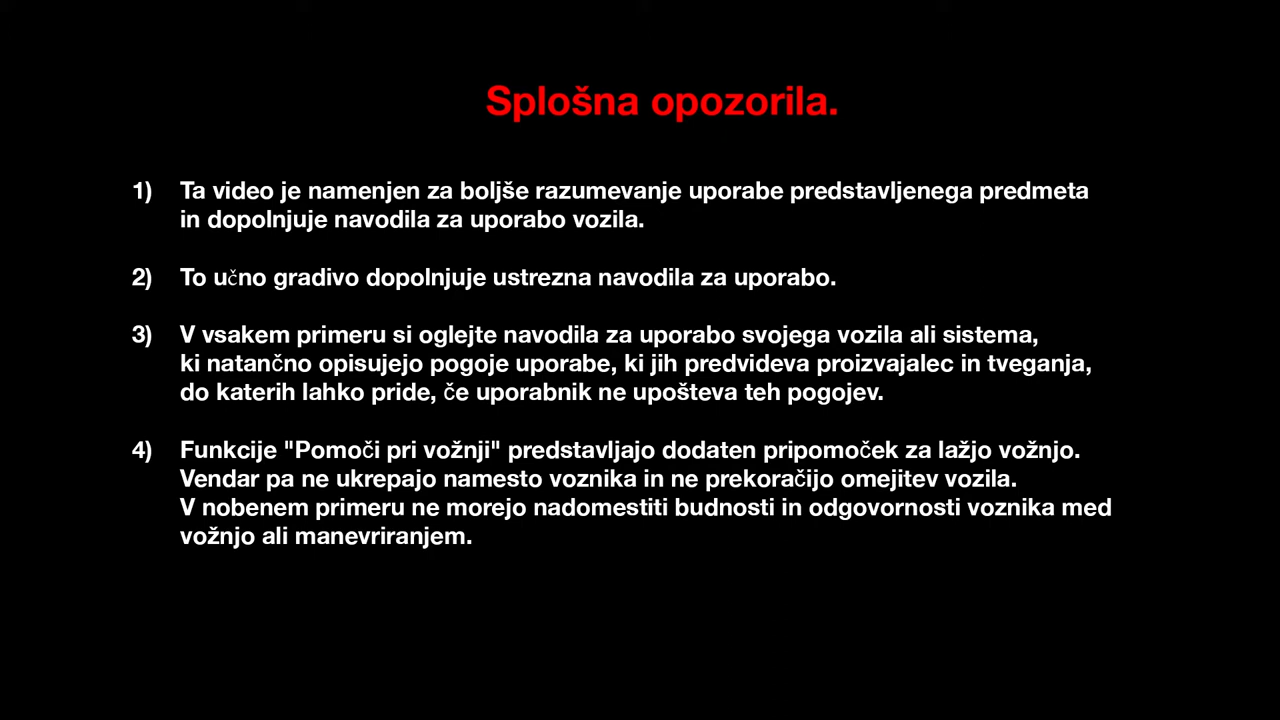 Splošna opozorila.
1) Ta video je namenjen za boljše razumevanje uporabe predstavljenega predmeta
in dopolnjuje navodila za uporabo vozila.
2) To učno gradivo dopolnjuje ustrezna navodila za uporabo.
3) V vsakem primeru si oglejte navodila za uporabo svojega vozila ali sistema,
ki natančno opisujejo pogoje uporabe, ki jih predvideva proizvajalec in tveganja,
do katerih lahko pride, če uporabnik ne upošteva teh pogojev.
4) Funkcije "Pomoči pri vožnji" predstavljajo dodaten pripomoček za lažjo vožnjo.
Vendar pa ne ukrepajo namesto voznika in ne prekoračijo omejitev vozila.
V nobenem primeru ne morejo nadomestiti budnosti in odgovornosti voznika med
vožnjo ali manevriranjem.